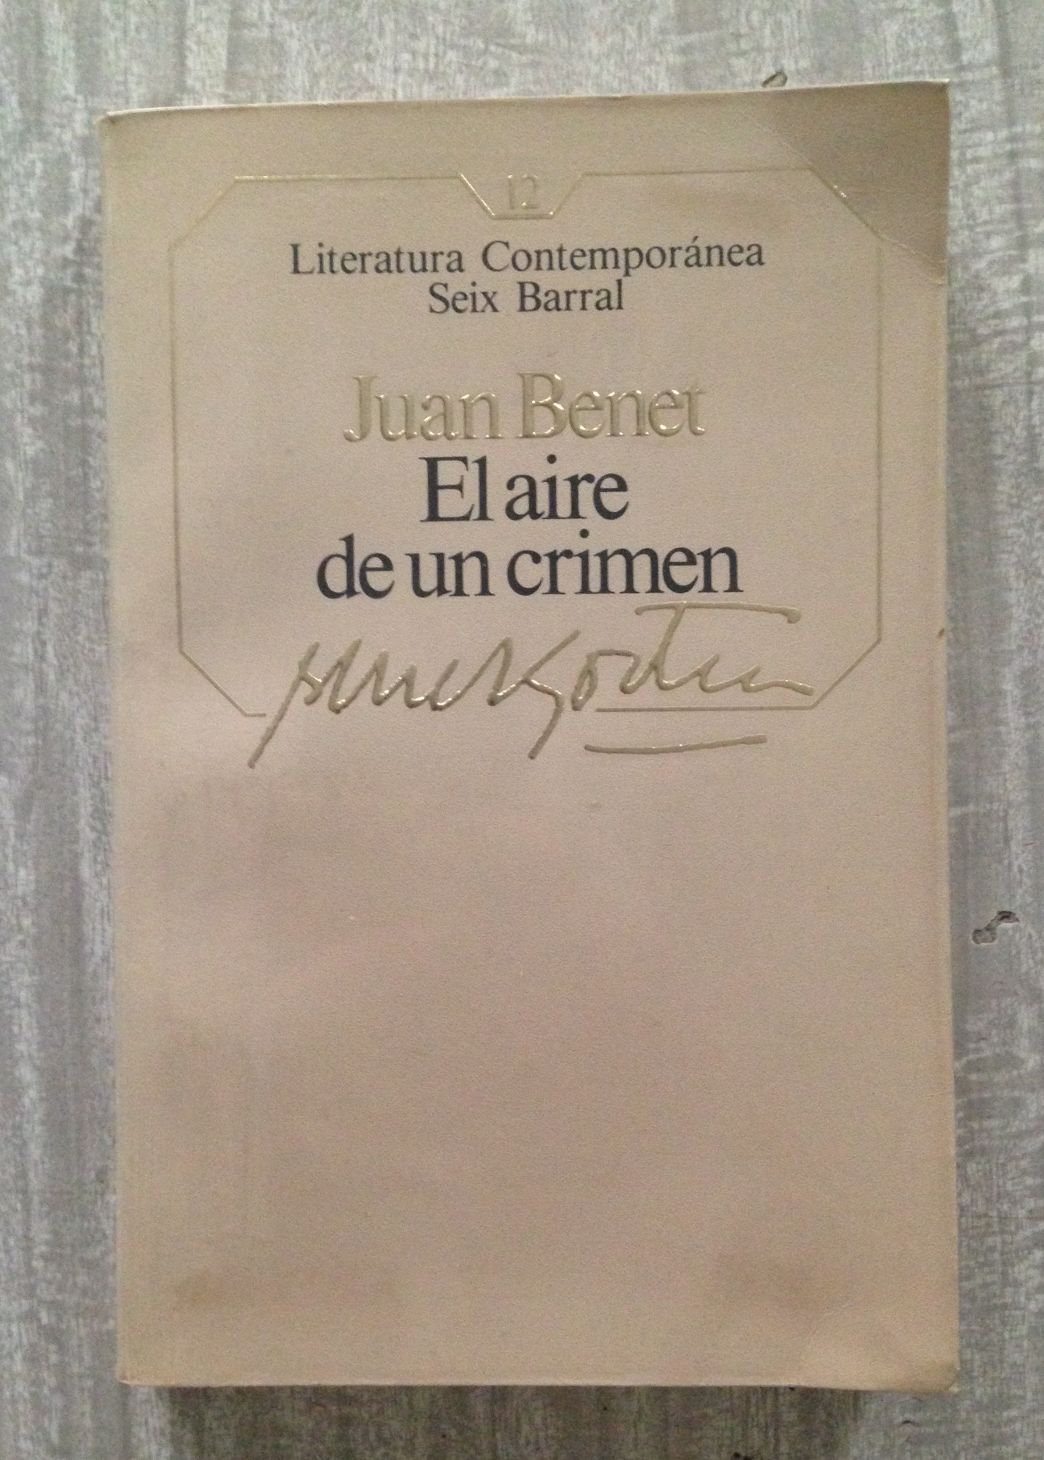 12
Literatura Contemporánea
Seix Barral
Juan Benet
El aire
de un crimen